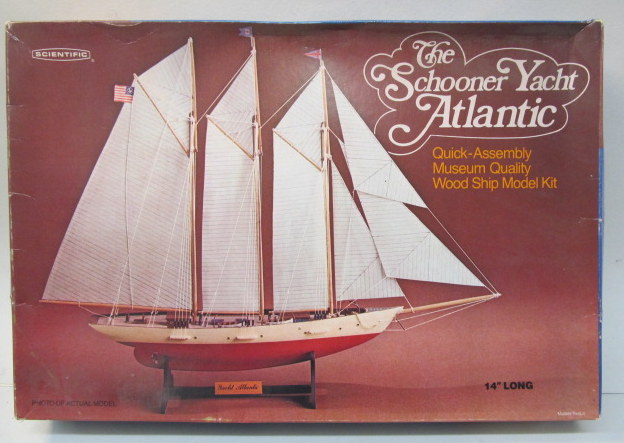 SCIENTIFIC
The
Schooner Yacht
Atlantic
Quick-Assembly
Museum Quality
Wood Ship Model Kit
Yacht Atlantic
14" LONG
PHOTO OF ACTUAL MODEL